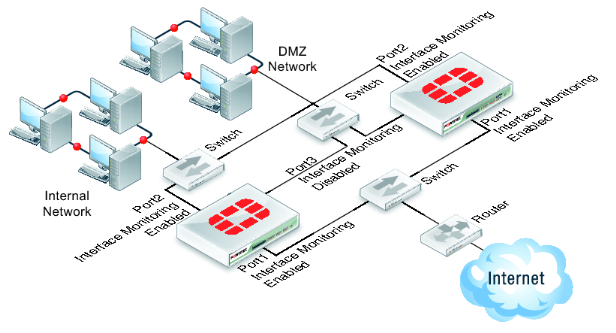 DMZ
Network
Port2
Interface Monitoring
Enabled
Switch
Port1
Interface Monitoring
Enabled
Switch
Port3
Interface Monitoring
Disabled
Switch
Internal
Network
Port2
Interface Monitoring
Enabled
Port1
Interface Monitoring
Enabled
Router
Internet